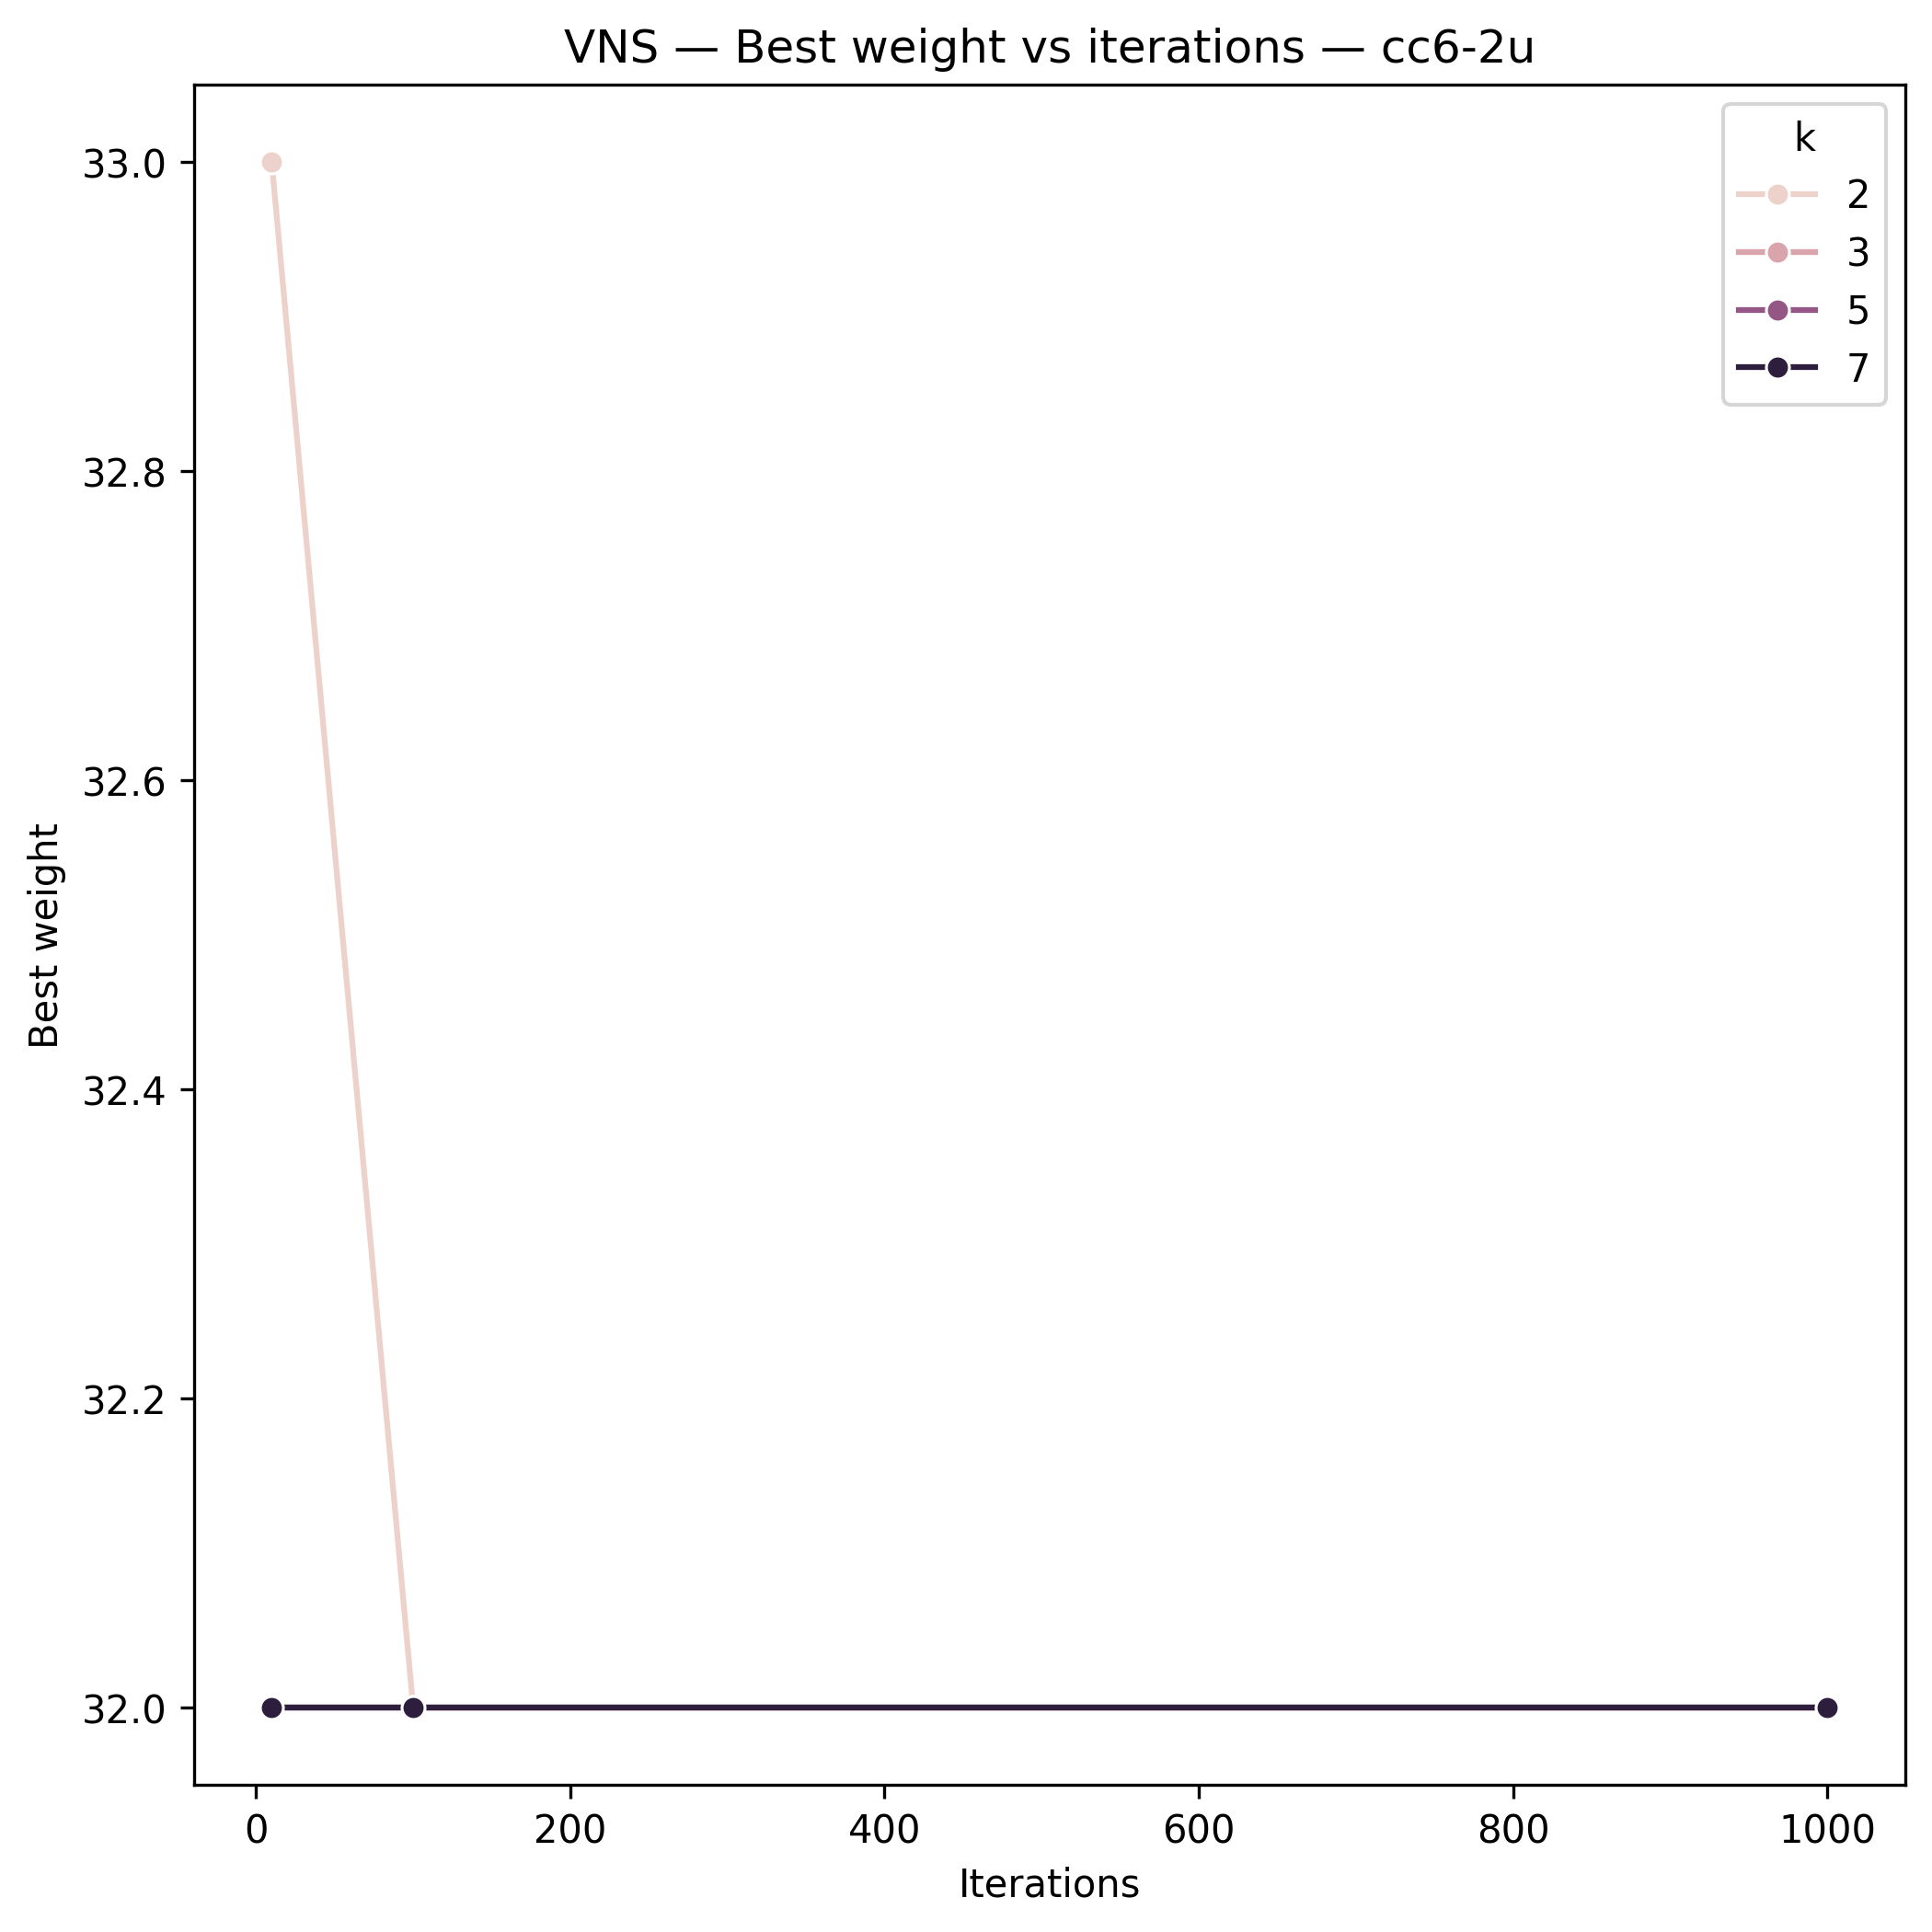 VNS — Best weight vs iterations — cc6-2u
k
2
3
5
7
33.0
32.8
32.6
32.4
32.2
32.0
Best weight
0 200 400 600 800 1000
Iterations